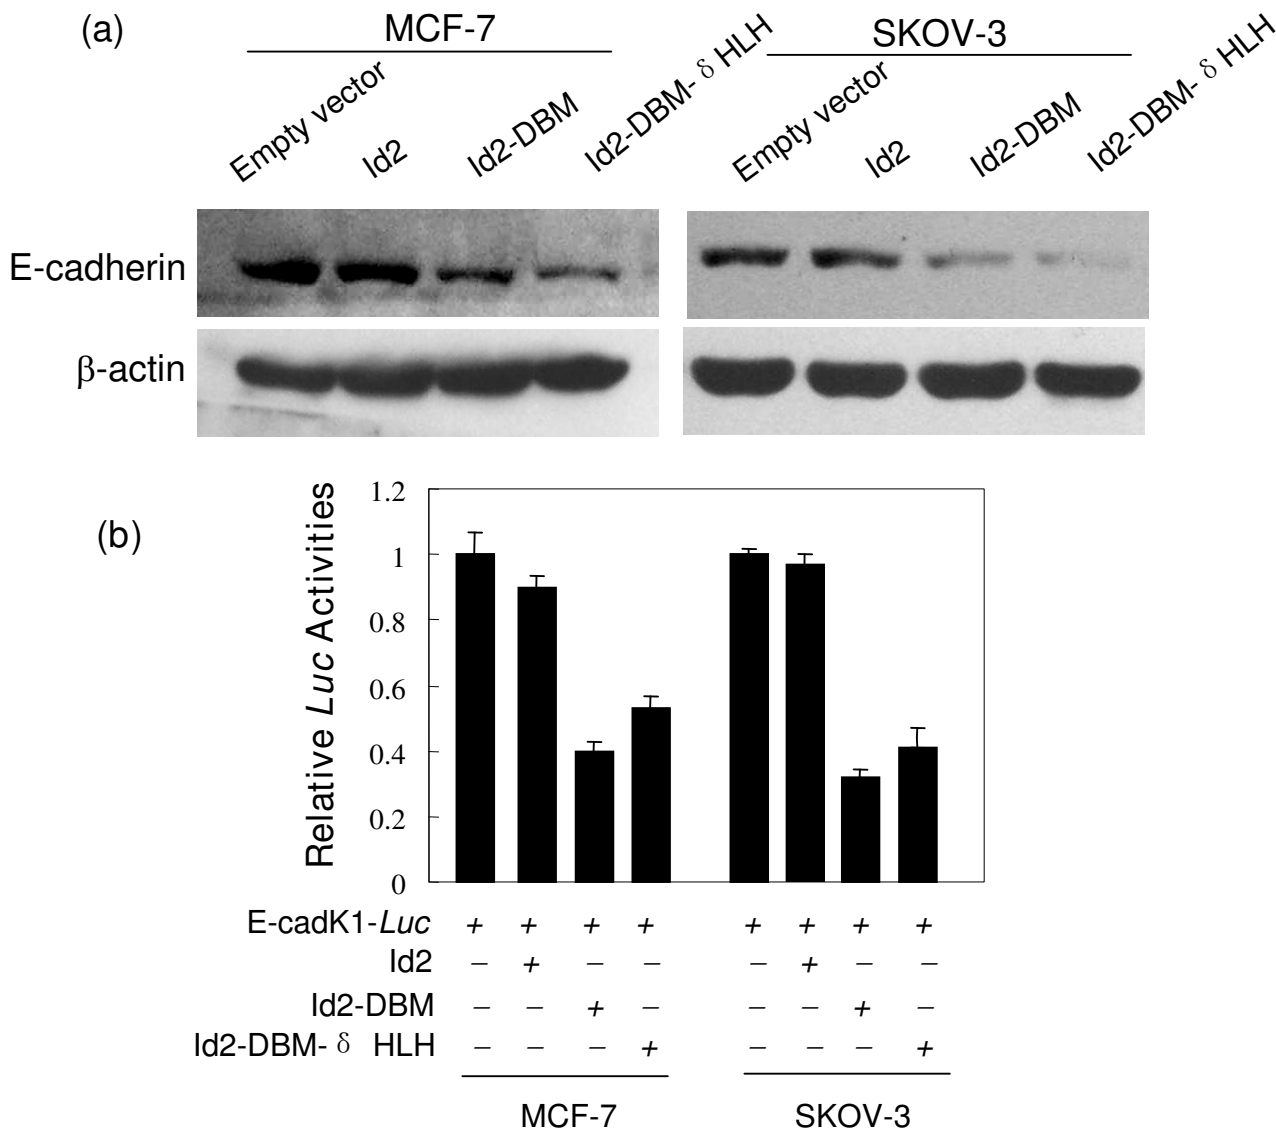 (a)
MCF-7
SKOV-3
Empty vector
Id2
Id2-DBM
Id2-DBM- δ HLH
Empty vector
Id2
Id2-DBM
Id2-DBM- δ HLH
E-cadherin
β-actin
(b)
Relative Luc Activities
1.2
1
0.8
0.6
0.4
0.2
0
E-cadK1-Luc + + + + + + + +
Id2 − + − − − + − −
Id2-DBM − − + − − − + −
Id2-DBM- δ HLH − − − + − − − +
MCF-7
SKOV-3